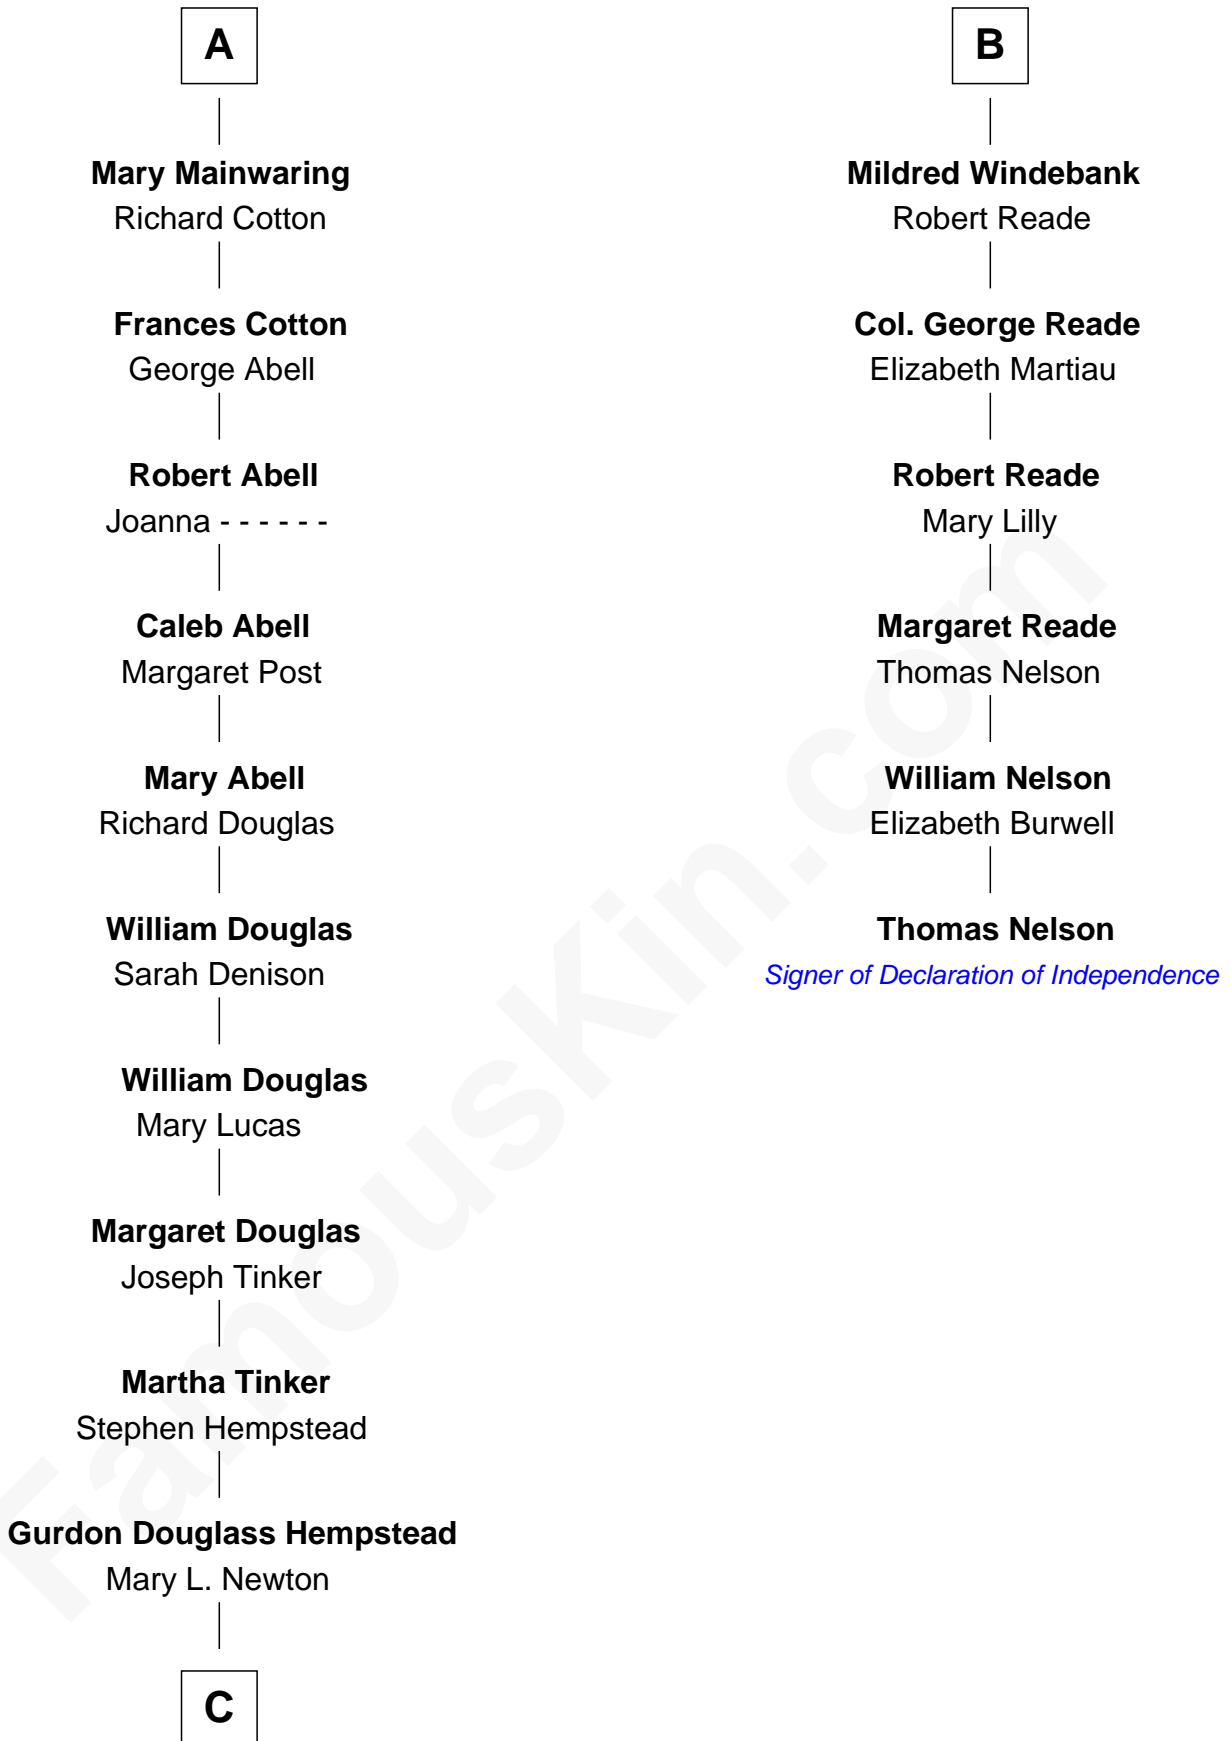 A
Mary Mainwaring
Richard Cotton
Frances Cotton
George Abell
Robert Abell
Joanna - - - - - -
Caleb Abell
Margaret Post
Mary Abell
Richard Douglas
William Douglas
Sarah Denison
William Douglas
Mary Lucas
Margaret Douglas
Joseph Tinker
Martha Tinker
Stephen Hempstead
Gurdon Douglass Hempstead
Mary L. Newton
C
B
Mildred Windebank
Robert Reade
Col. George Reade
Elizabeth Martiau
Robert Reade
Mary Lilly
Margaret Reade
Thomas Nelson
William Nelson
Elizabeth Burwell
Thomas Nelson
Signer of Declaration of Independence
FamousKin.com